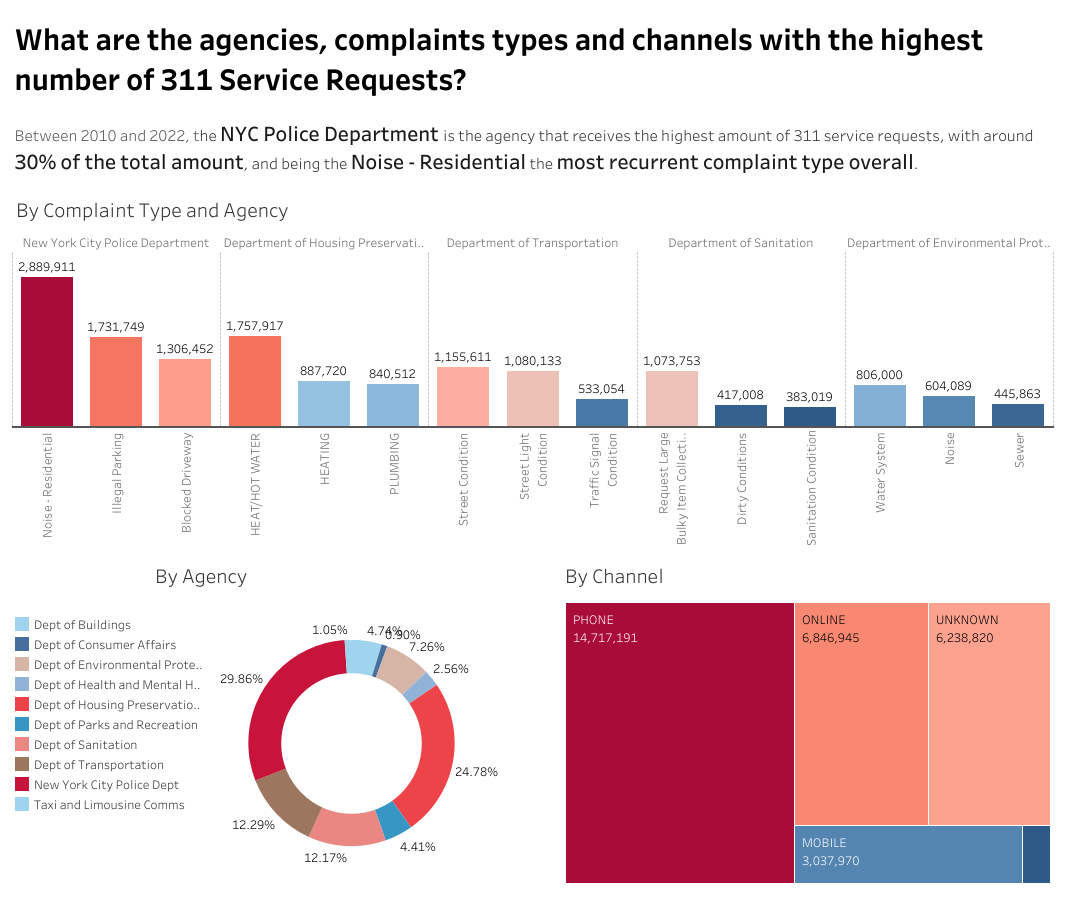 What are the agencies, complaints types and channels with the highest
number of 311 Service Requests?
Between 2010 and 2022, the NYC Police Department is the agency that receives the highest amount of 311 service requests, with around
30% of the total amount, and being the Noise - Residential the most recurrent complaint type overall.
By Complaint Type and Agency
New York City Police Department
Department of Housing Preservati..
Department of Transportation
Department of Sanitation
Department of Environmental Prot..
2,889,911
1,731,749
1,306,452
1,757,917
887,720
840,512
1,155,611
1,080,133
533,054
1,073,753
417,008
383,019
806,000
604,089
445,863
Noise - Residential
Illegal Parking
Blocked Driveway
HEAT/HOT WATER
HEATING
PLUMBING
Street Condition
Street Light
Condition
Traffic Signal
Condition
Request Large
Bulky Item Collecti..
Dirty Conditions
Sanitation Condition
Water System
Noise
Sewer
By Agency
Dept of Buildings
Dept of Consumer Affairs
Dept of Environmental Prote..
Dept of Health and Mental H..
Dept of Housing Preservatio..
Dept of Parks and Recreation
Dept of Sanitation
Dept of Transportation
New York City Police Dept
Taxi and Limousine Comms
1.05%
4.74%
0.90%
7.26%
2.56%
24.78%
4.41%
12.17%
12.29%
29.86%
By Channel
PHONE
14,717,191
ONLINE
6,846,945
UNKNOWN
6,238,820
MOBILE
3,037,970